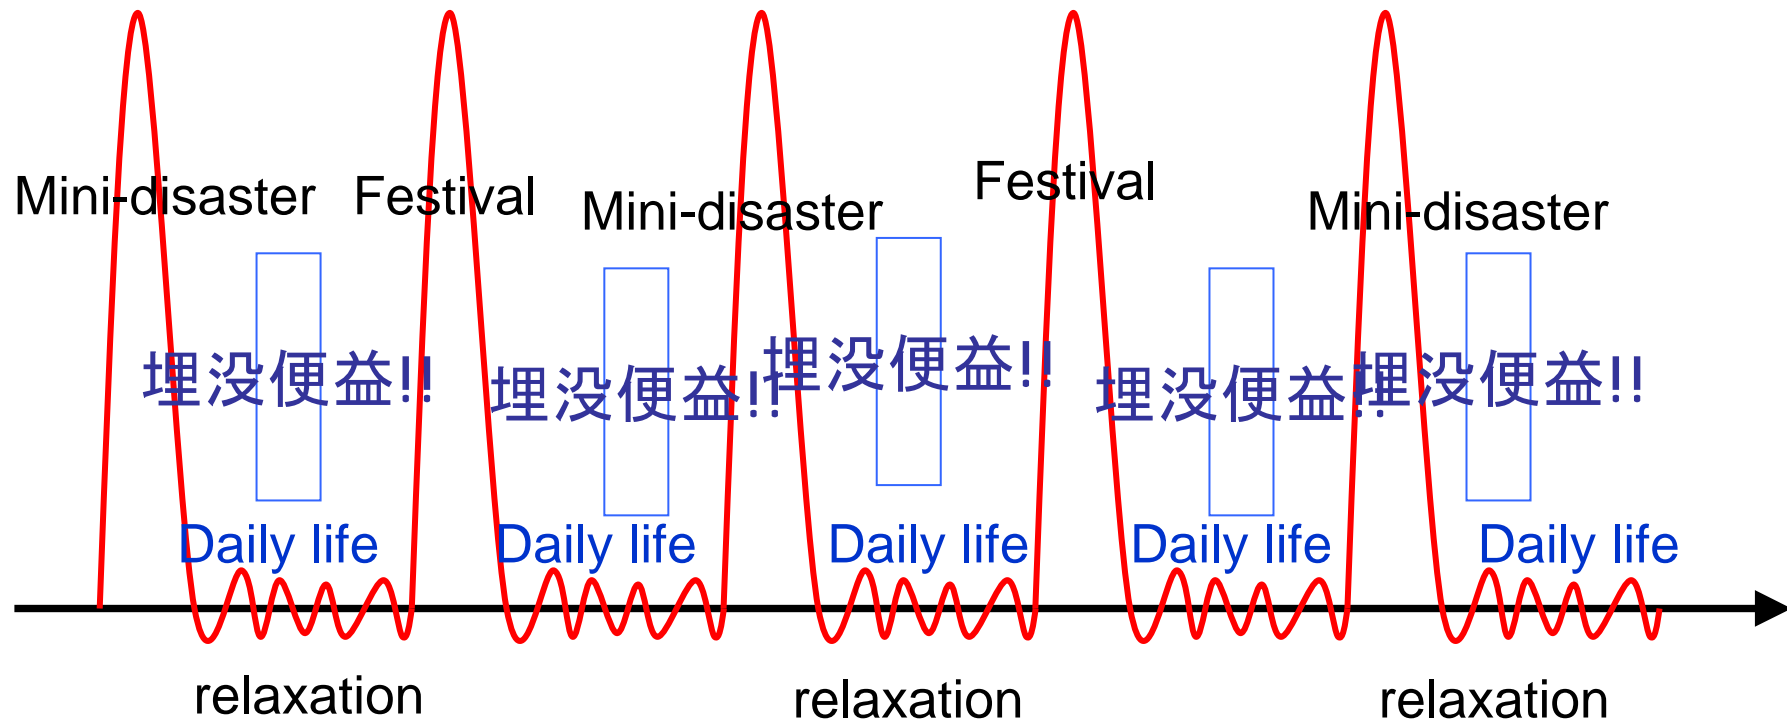 Mini-disaster
Festival
Mini-disaster
Festival
Mini-disaster
埋没便益!!
埋没便益!!
埋没便益!!
埋没便益!!
埋没便益!!
Daily life
Daily life
Daily life
Daily life
Daily life
relaxation
relaxation
relaxation